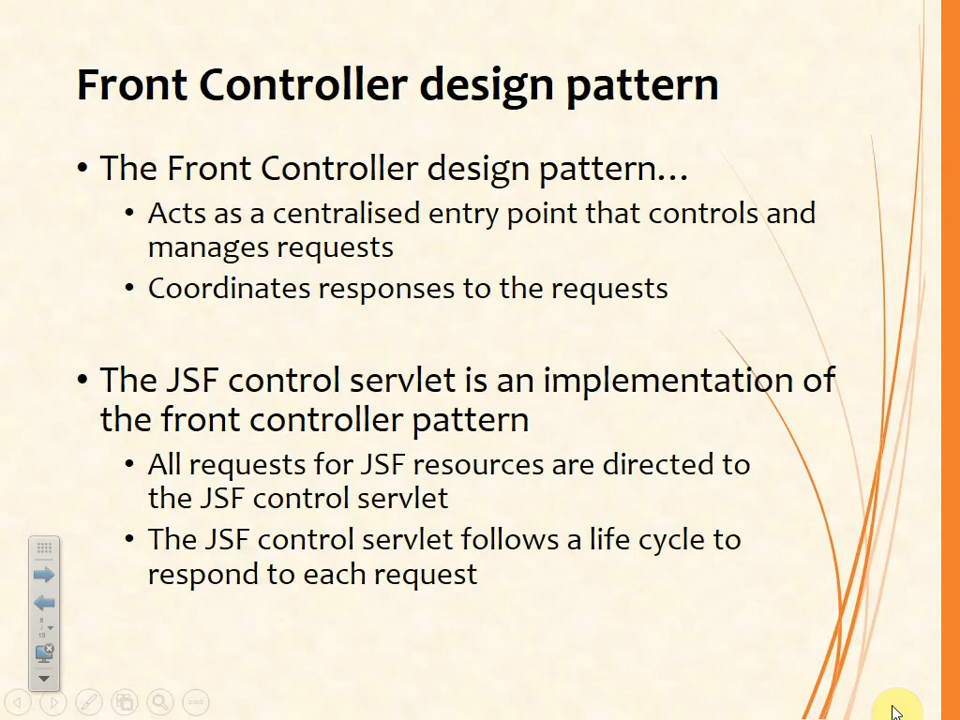 Front Controller design pattern
• The Front Controller design pattern…
• Acts as a centralised entry point that controls and
manages requests
• Coordinates responses to the requests
• The JSF control servlet is an implementation of
the front controller pattern
• All requests for JSF resources are directed to
the JSF control servlet
• The JSF control servlet follows a life cycle to
respond to each request